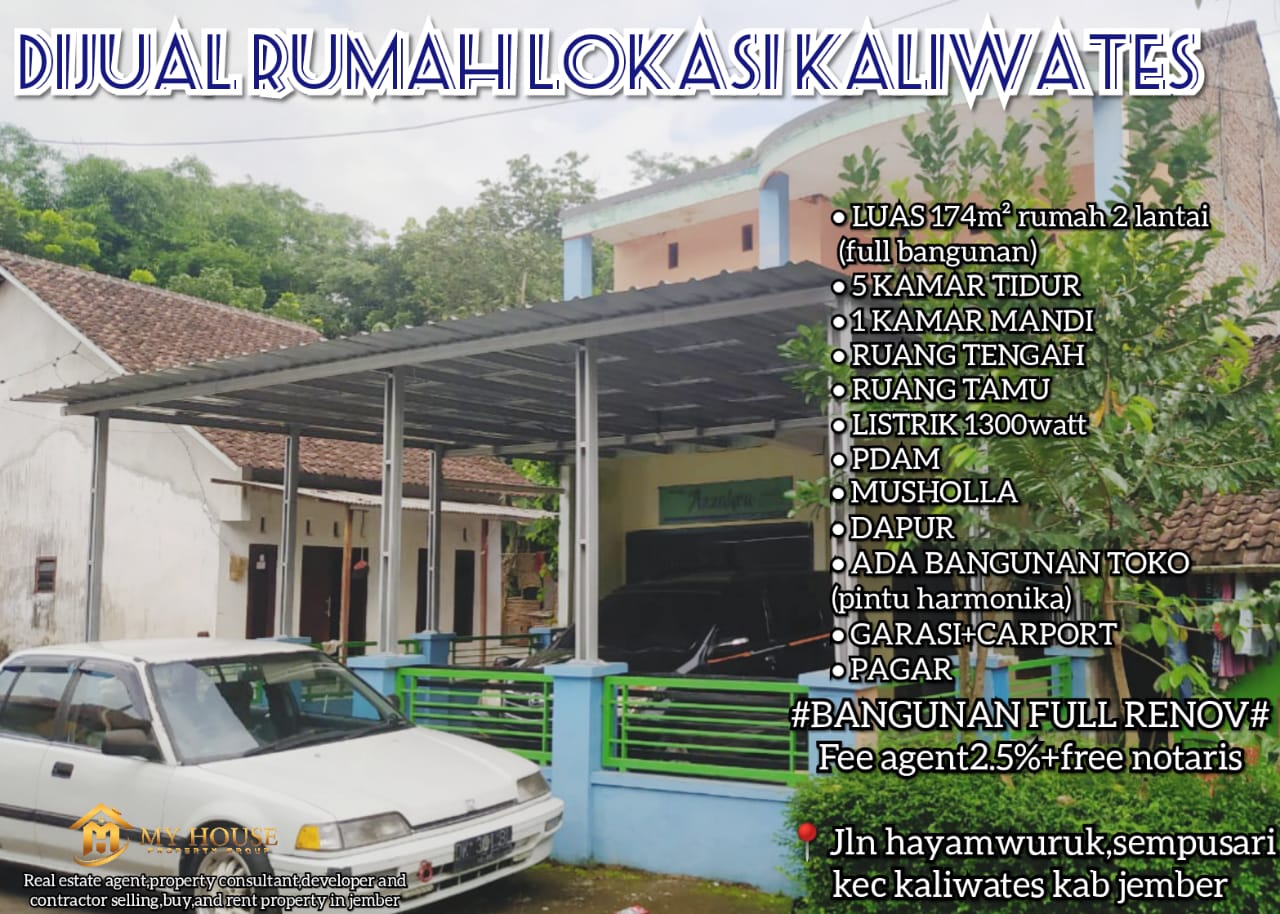 DIJUAL RUMAH LOKASI KALIWATES
• LUAS 174m² rumah 2 lantai
(full bangunan)
• 5 KAMAR TIDUR
• 1 KAMAR MANDI
• RUANG TENGAH
• RUANG TAMU
• LISTRIK 1300watt
• PDAM
• MUSHOLLA
• DAPUR
• ADA BANGUNAN TOKO
(pintu harmonika)
• GARASI+CARPORT
• PAGAR
#BANGUNAN FULL RENOV#
Fee agent2.5%+free notaris
📍 Jln hayamwuruk,sempusari
kec kaliwates kab jember
MY HOUSE
PROPERTY GROUP
Real estate agent,property consultant,developer and
contractor selling,buy,and rent property in jember